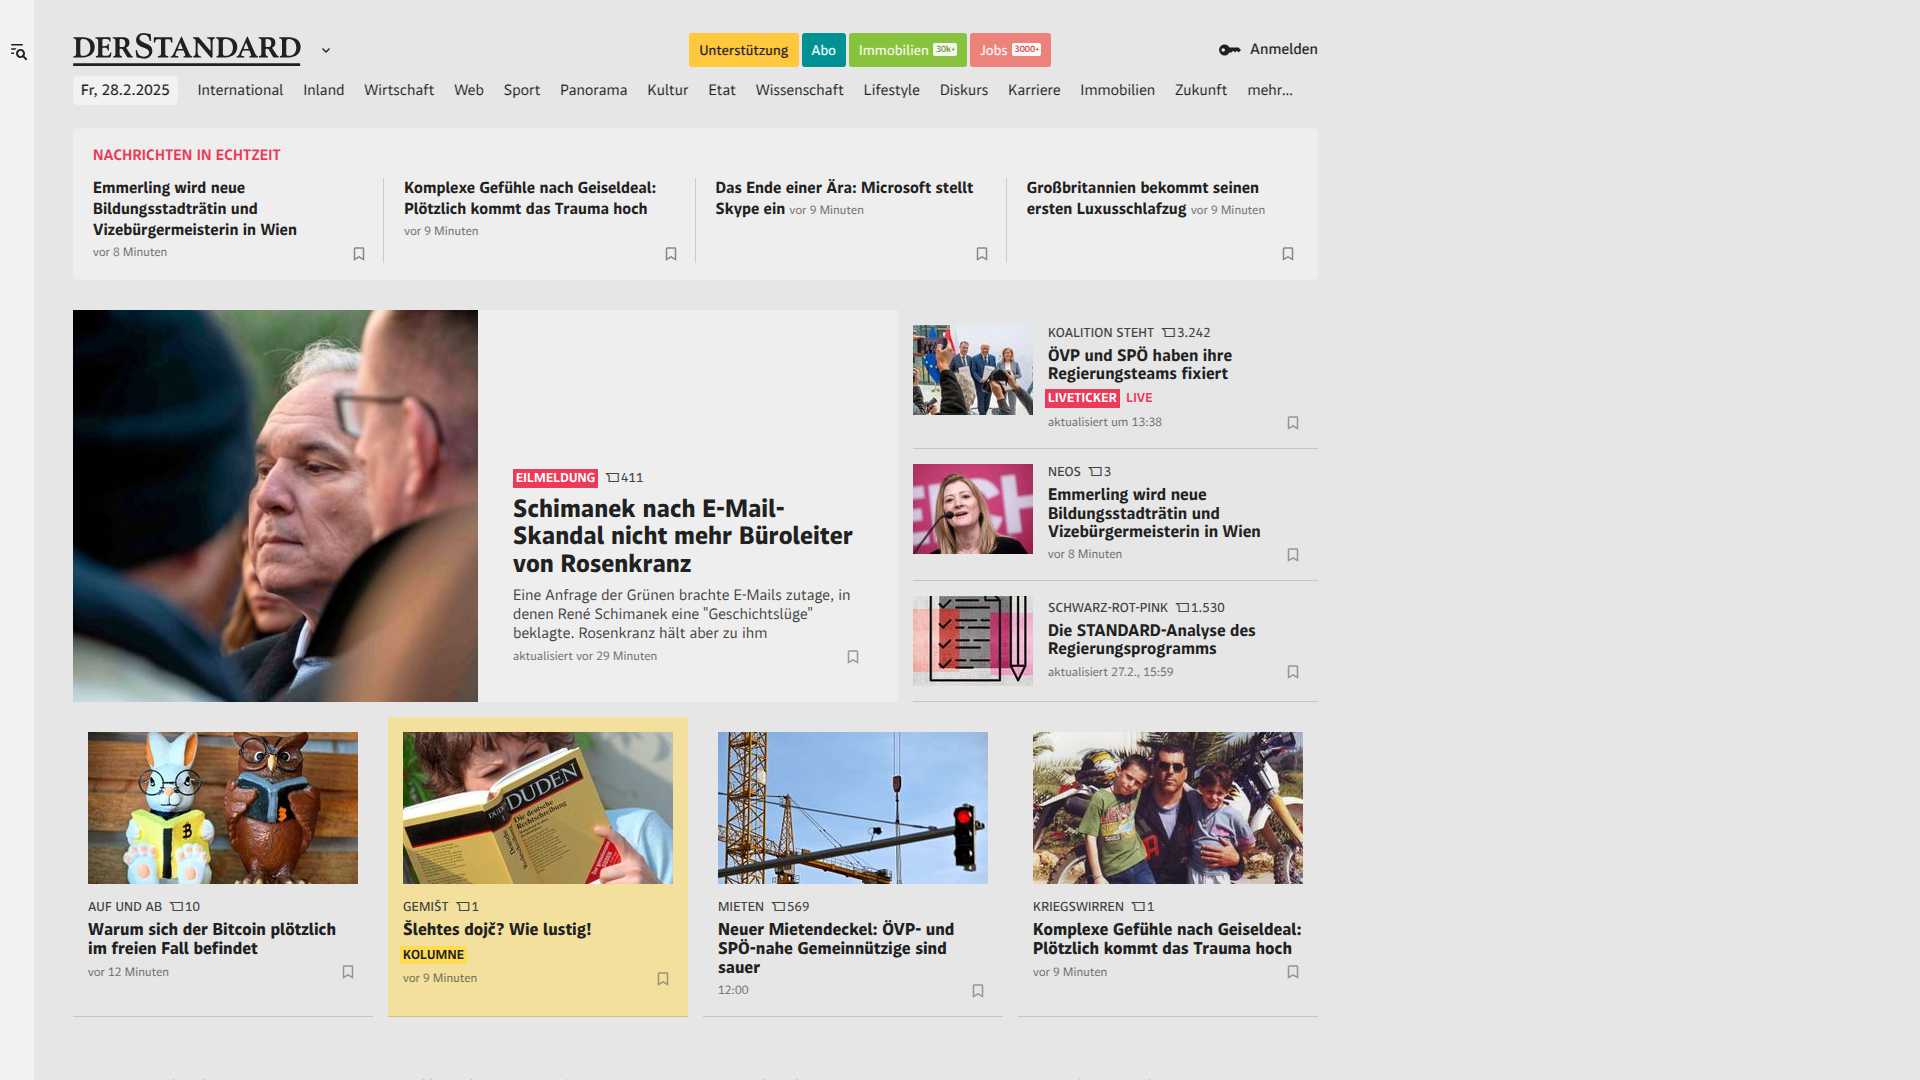 DERSTANDARD
Unterstützung
Abo
Immobilien 30k+
Jobs 3000+
Anmelden
Fr, 28.2.2025
International
Inland
Wirtschaft
Web
Sport
Panorama
Kultur
Etat
Wissenschaft
Lifestyle
Diskurs
Karriere
Immobilien
Zukunft
mehr...
NACHRICHTEN IN ECHTZEIT
Emmerling wird neue
Bildungsstadträtin und
Vizebürgermeisterin in Wien
vor 8 Minuten
Komplexe Gefühle nach Geiseldeal:
Plötzlich kommt das Trauma hoch
vor 9 Minuten
Das Ende einer Ära: Microsoft stellt
Skype ein vor 9 Minuten
Großbritannien bekommt seinen
ersten Luxusschlafzug vor 9 Minuten
EILMELDUNG 411
Schimanek nach E-Mail-
Skandal nicht mehr Büroleiter
von Rosenkranz
Eine Anfrage der Grünen brachte E-Mails zutage, in
denen René Schimanek eine "Geschichtslüge"
beklagte. Rosenkranz hält aber zu ihm
aktualisiert vor 29 Minuten
KOALITION STEHT 3.242
ÖVP und SPÖ haben ihre
Regierungsteams fixiert
LIVETICKER LIVE
aktualisiert um 13:38
NEOS 3
Emmerling wird neue
Bildungsstadträtin und
Vizebürgermeisterin in Wien
vor 8 Minuten
SCHWARZ-ROT-PINK 1.530
Die STANDARD-Analyse des
Regierungsprogramms
aktualisiert 27.2., 15:59
AUF UND AB 10
Warum sich der Bitcoin plötzlich
im freien Fall befindet
vor 12 Minuten
DUDEN
Die deutsche
Rechtschreibung
GEMIŠT 1
Šlehtes dojč? Wie lustig!
KOLUMNE
vor 9 Minuten
MIETEN 569
Neuer Mietendeckel: ÖVP- und
SPÖ-nahe Gemeinnützige sind
sauer
12:00
KRIEGSWIRREN 1
Komplexe Gefühle nach Geiseldeal:
Plötzlich kommt das Trauma hoch
vor 9 Minuten